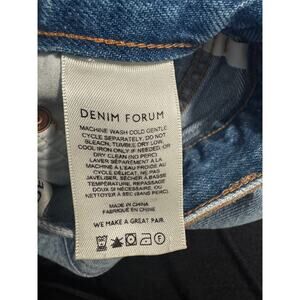 DENIM FORUM
MACHINE WASH COLD GENTLE
CYCLE SEPARATELY, DO NOT
BLEACH, TUMBLE DRY LOW,
COOL IRON ONLY IF NEEDED, OR
DRY CLEAN (NO PERC)
LAVER SÉPARÉMENT À LA
MACHINE À L'EAU FROIDE AU
CYCLE DÉLICAT, NE PAS
JAVELISER, SÉCHER À BASSE
TEMPÉRATURE, REPASSAGE
DOUX SI NÉCESSAIRE, OU
NETTOYER À SEC (SANS PERC)
MADE IN CHINA
FABRIQUÉ EN CHINE
WE MAKE A GREAT PAIR.